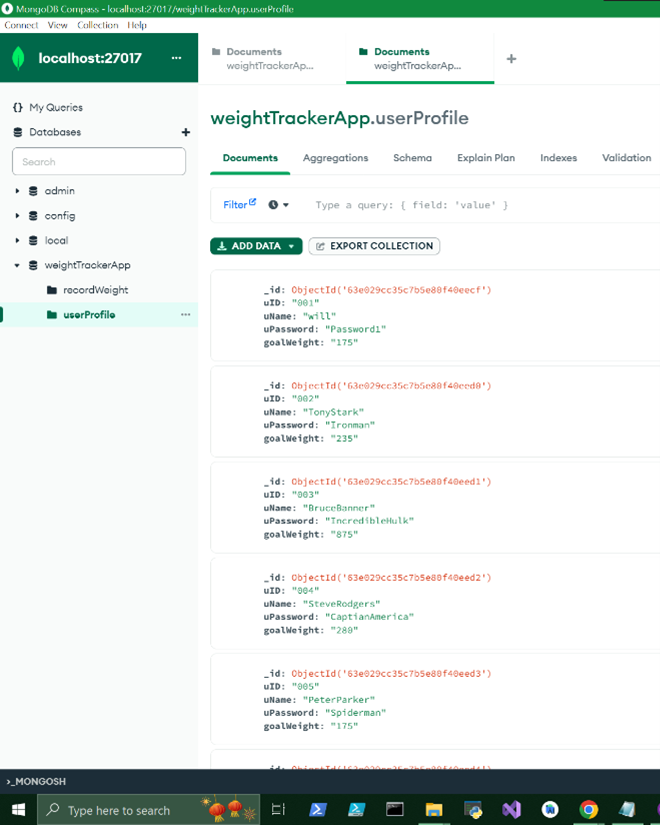 MongoDB Compass - localhost:27017/weightTrackerApp.userProfile
Connect View Collection Help
localhost:27017 ...
Documents
weightTrackerApp...
Documents
weightTrackerAp...
+
{} My Queries
Databases +
Search
admin
config
local
weightTrackerApp
recordWeight
userProfile ...
weightTrackerApp.userProfile
Documents Aggregations Schema Explain Plan Indexes Validation
Filter Type a query: { field: 'value' }
ADD DATA EXPORT COLLECTION
_id: ObjectId('63e029cc35c7b5e80f40eecf')
uID: "001"
uName: "will"
uPassword: "Password1"
goalWeight: "175"
_id: ObjectId('63e029cc35c7b5e80f40eed0')
uID: "002"
uName: "TonyStark"
uPassword: "Ironman"
goalWeight: "235"
_id: ObjectId('63e029cc35c7b5e80f40eed1')
uID: "003"
uName: "BruceBanner"
uPassword: "IncredibleHulk"
goalWeight: "875"
_id: ObjectId('63e029cc35c7b5e80f40eed2')
uID: "004"
uName: "SteveRodgers"
uPassword: "CaptianAmerica"
goalWeight: "280"
_id: ObjectId('63e029cc35c7b5e80f40eed3')
uID: "005"
uName: "PeterParker"
uPassword: "Spiderman"
goalWeight: "175"
>_MONGOSH
Type here to search